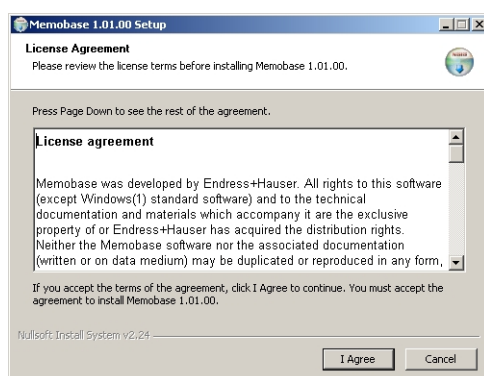 Memobase 1.01.00 Setup
License Agreement
Please review the license terms before installing Memobase 1.01.00.
Press Page Down to see the rest of the agreement.
License agreement
Memobase was developed by Endress+Hauser. All rights to this software
(except Windows(1) standard software) and to the technical
documentation and materials which accompany it are the exclusive
property of or Endress+Hauser has acquired the distribution rights.
Neither the Memobase software nor the associated documentation
(written or on data medium) may be duplicated or reproduced in any form,
If you accept the terms of the agreement, click I Agree to continue. You must accept the
agreement to install Memobase 1.01.00.
Nullsoft Install System v2.24
I Agree
Cancel